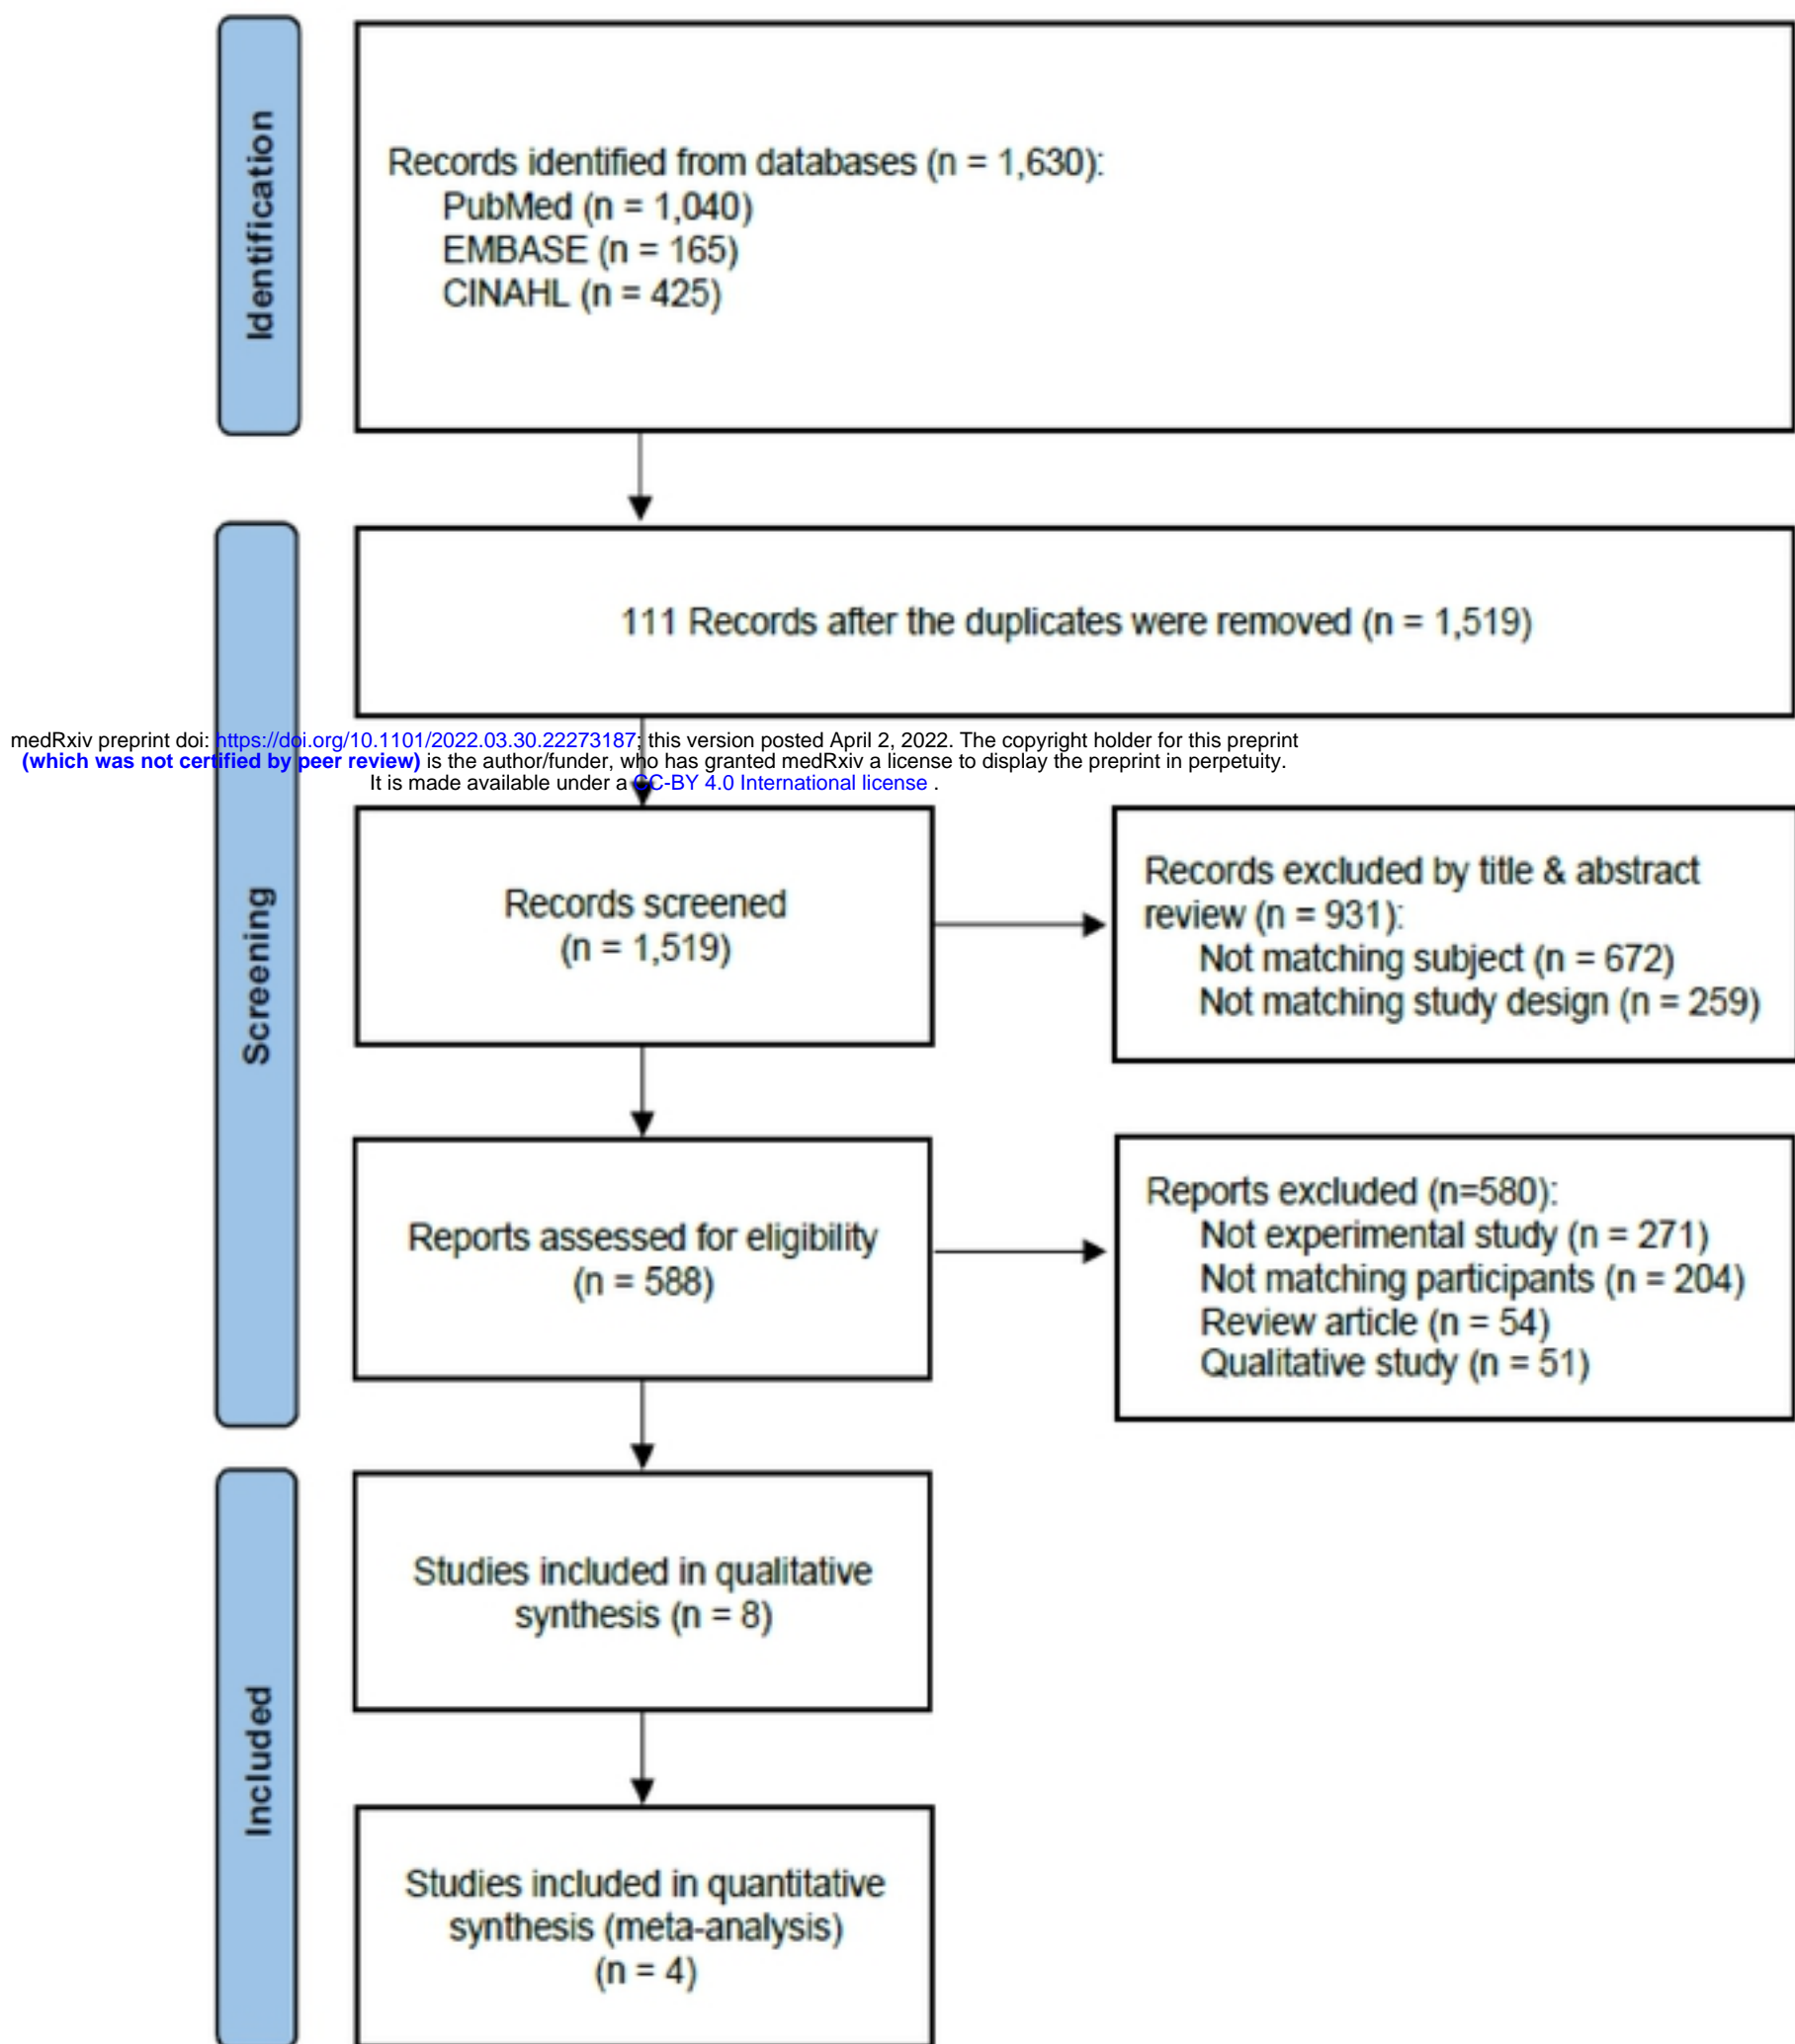 Identification
Records identified from databases (n = 1,630):
PubMed (n = 1,040)
EMBASE (n = 165)
CINAHL (n = 425)
Screening
111 Records after the duplicates were removed (n = 1,519)
medRxiv preprint doi: https://doi.org/10.1101/2022.03.30.22273187; this version posted April 2, 2022. The copyright holder for this preprint
(which was not certified by peer review) is the author/funder, who has granted medRxiv a license to display the preprint in perpetuity.
It is made available under a CC-BY 4.0 International license .
Records screened
(n = 1,519)
Records excluded by title & abstract
review (n = 931):
Not matching subject (n = 672)
Not matching study design (n = 259)
Reports assessed for eligibility
(n = 588)
Reports excluded (n=580):
Not experimental study (n = 271)
Not matching participants (n = 204)
Review article (n = 54)
Qualitative study (n = 51)
Included
Studies included in qualitative
synthesis (n = 8)
Studies included in quantitative
synthesis (meta-analysis)
(n = 4)